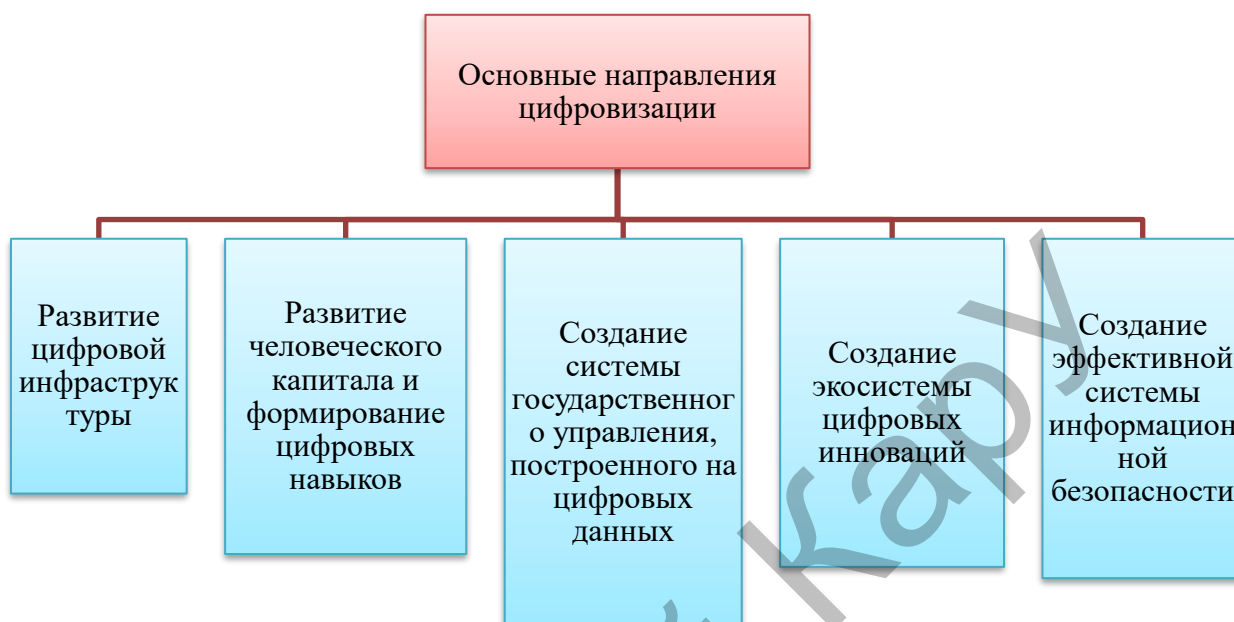 Основные направления
цифровизации
Развитие
цифровой
инфраструк
туры
Развитие
человеческого
капитала и
формирование
цифровых
навыков
Создание
системы
государственног
о управления,
построенного на
цифровых
данных
Создание
экосистемы
цифровых
инноваций
Создание
эффективной
системы
информацион
ной
безопасности
Кару